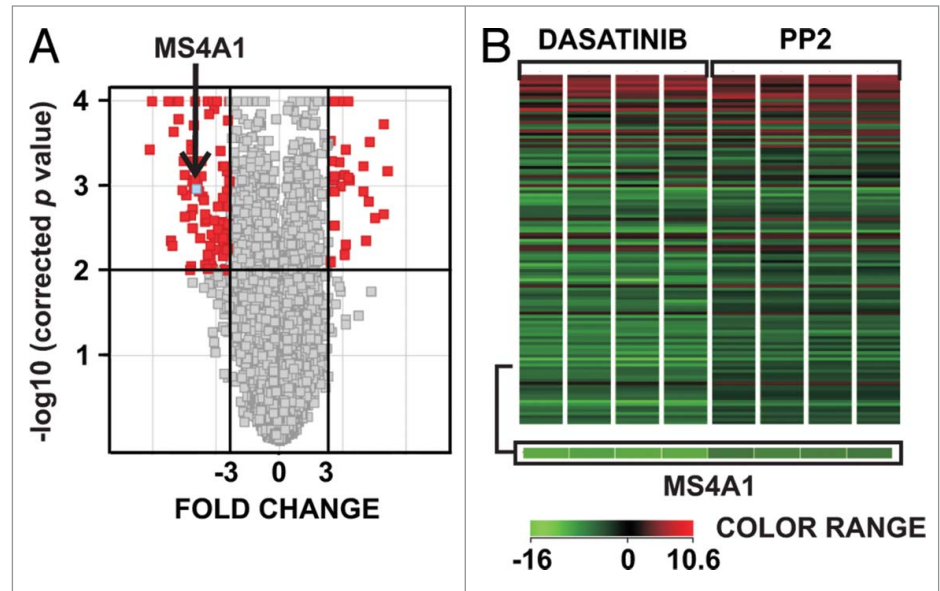 A
MS4A1
4
3
2
1
-log10 (corrected p value)
-3 0 3
FOLD CHANGE
B
DASATINIB PP2
MS4A1
COLOR RANGE
-16 0 10.6